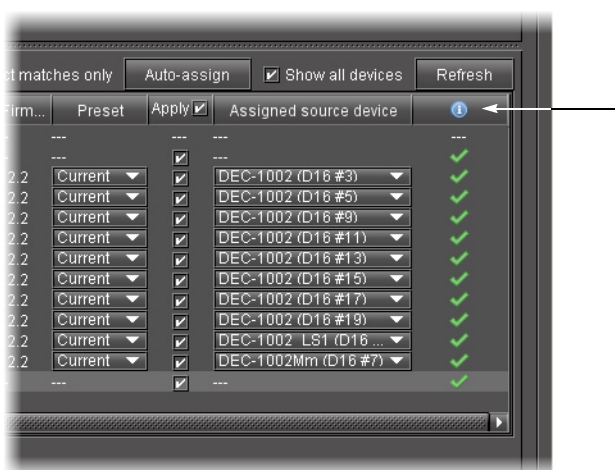 matches only Auto-assign Show all devices Refresh
Firm... Preset Apply Assigned source device
--- --- --- ---
--- ---
2.2 Current DEC-1002 (D16 #3)
2.2 Current DEC-1002 (D16 #5)
2.2 Current DEC-1002 (D16 #9)
2.2 Current DEC-1002 (D16 #11)
2.2 Current DEC-1002 (D16 #13)
2.2 Current DEC-1002 (D16 #15)
2.2 Current DEC-1002 (D16 #17)
2.2 Current DEC-1002 (D16 #19)
2.2 Current DEC-1002 LS1 (D16 ...
2.2 Current DEC-1002Mm (D16 #7)
--- ---